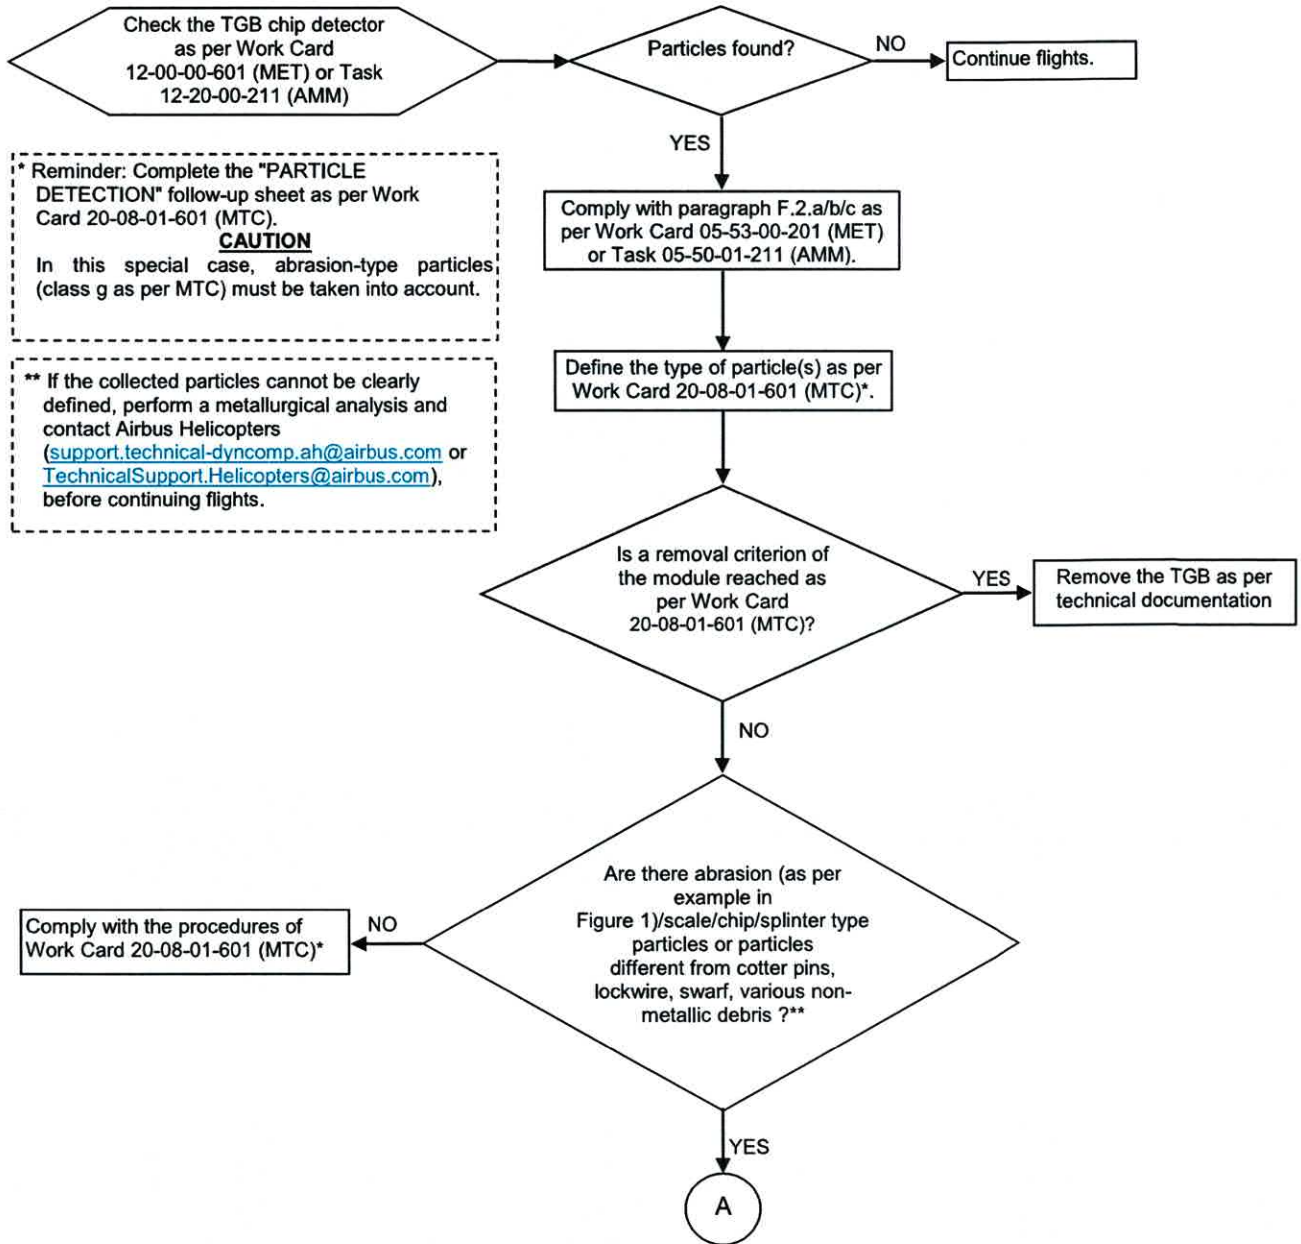 Check the TGB chip detector
as per Work Card
12-00-00-601 (MET) or Task
12-20-00-211 (AMM)
Particles found?
NO
Continue flights.
YES
* Reminder: Complete the "PARTICLE
DETECTION" follow-up sheet as per Work
Card 20-08-01-601 (MTC).
CAUTION
In this special case, abrasion-type particles
(class g as per MTC) must be taken into account.
Comply with paragraph F.2.a/b/c as
per Work Card 05-53-00-201 (MET)
or Task 05-50-01-211 (AMM).
** If the collected particles cannot be clearly
defined, perform a metallurgical analysis and
contact Airbus Helicopters
(support.technical-dyncomp.ah@airbus.com or
TechnicalSupport.Helicopters@airbus.com),
before continuing flights.
Define the type of particle(s) as per
Work Card 20-08-01-601 (MTC)*.
Is a removal criterion of
the module reached as
per Work Card
20-08-01-601 (MTC)?
YES
Remove the TGB as per
technical documentation
NO
Are there abrasion (as per
example in
Figure 1)/scale/chip/splinter type
particles or particles
different from cotter pins,
lockwire, swarf, various non-
metallic debris ?**
NO
Comply with the procedures of
Work Card 20-08-01-601 (MTC)*
YES
A